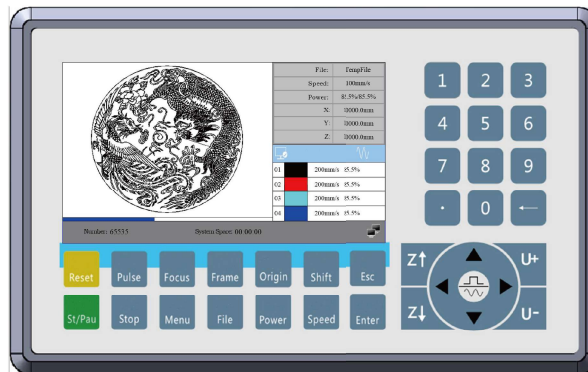 File: TempFile
Speed: 100mm/s
Power: 85.5%/85.5%
X: 0000.0mm
Y: 0000.0mm
Z: 0000.0mm
01 200mm/s 85.5%
02 200mm/s 85.5%
03 200mm/s 85.5%
04 200mm/s 85.5%
Number: 65535 System Space: 00:00:00
Reset Pulse Focus Frame Origin Shift Esc
St/Pau Stop Menu File Power Speed Enter
1 2 3
4 5 6
7 8 9
. 0 ←
Z↑ U+
Z↓ U-